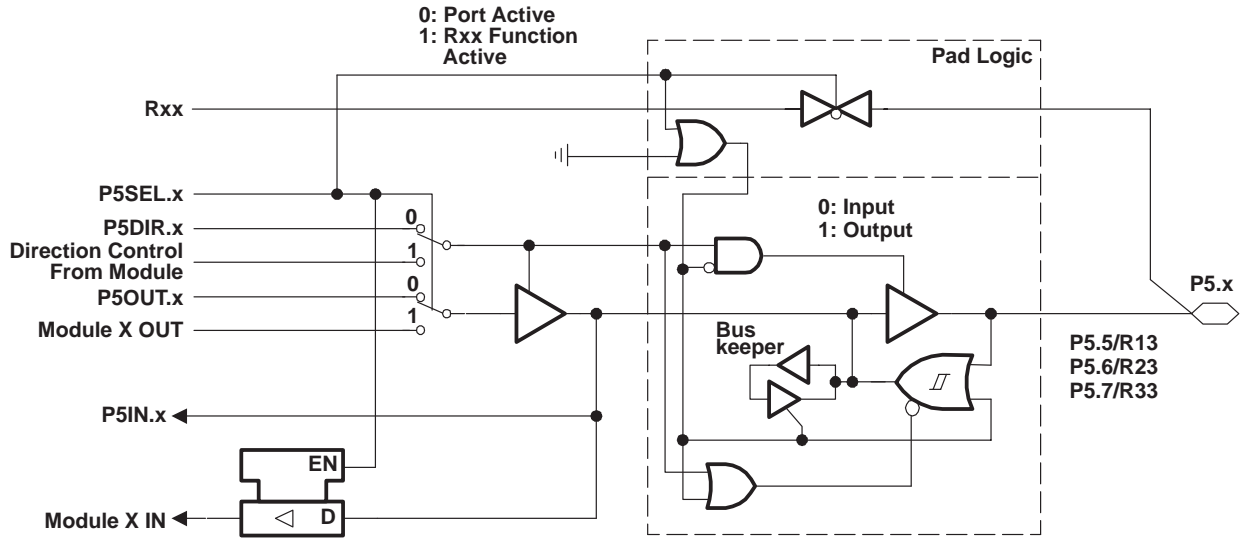 0: Port Active
1: Rxx Function
Active
Pad Logic
Rxx
P5SEL.x
P5DIR.x
0
Direction Control
From Module
1
P5OUT.x
0
Module X OUT
1
0: Input
1: Output
P5.x
Bus
keeper
P5.5/R13
P5.6/R23
P5.7/R33
P5IN.x
EN
D
Module X IN